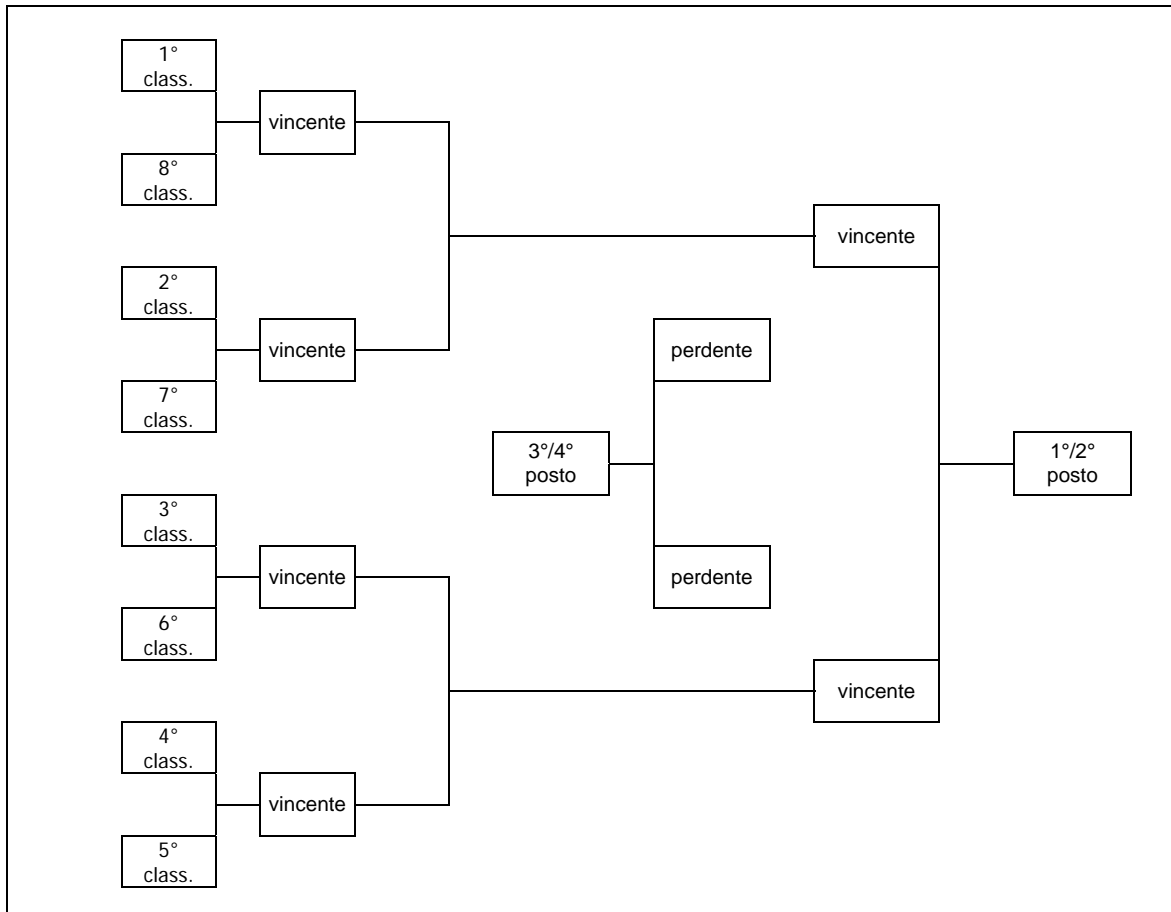 1°
class.
vincente
8°
class.
vincente
2°
class.
vincente
perdente
7°
class.
3°/4°
posto
1°/2°
posto
3°
class.
vincente
perdente
6°
class.
vincente
4°
class.
vincente
5°
class.